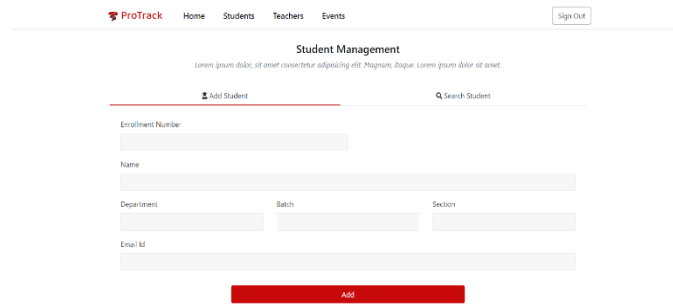 ProTrack Home Students Teachers Events Sign Out
Student Management
Lorem ipsum dolor, sit amet consectetur adipisicing elit. Magnam, itaque. Lorem ipsum dolor sit amet.
Add Student Search Student
Enrollment Number
Name
Department Batch Section
Email Id
Add